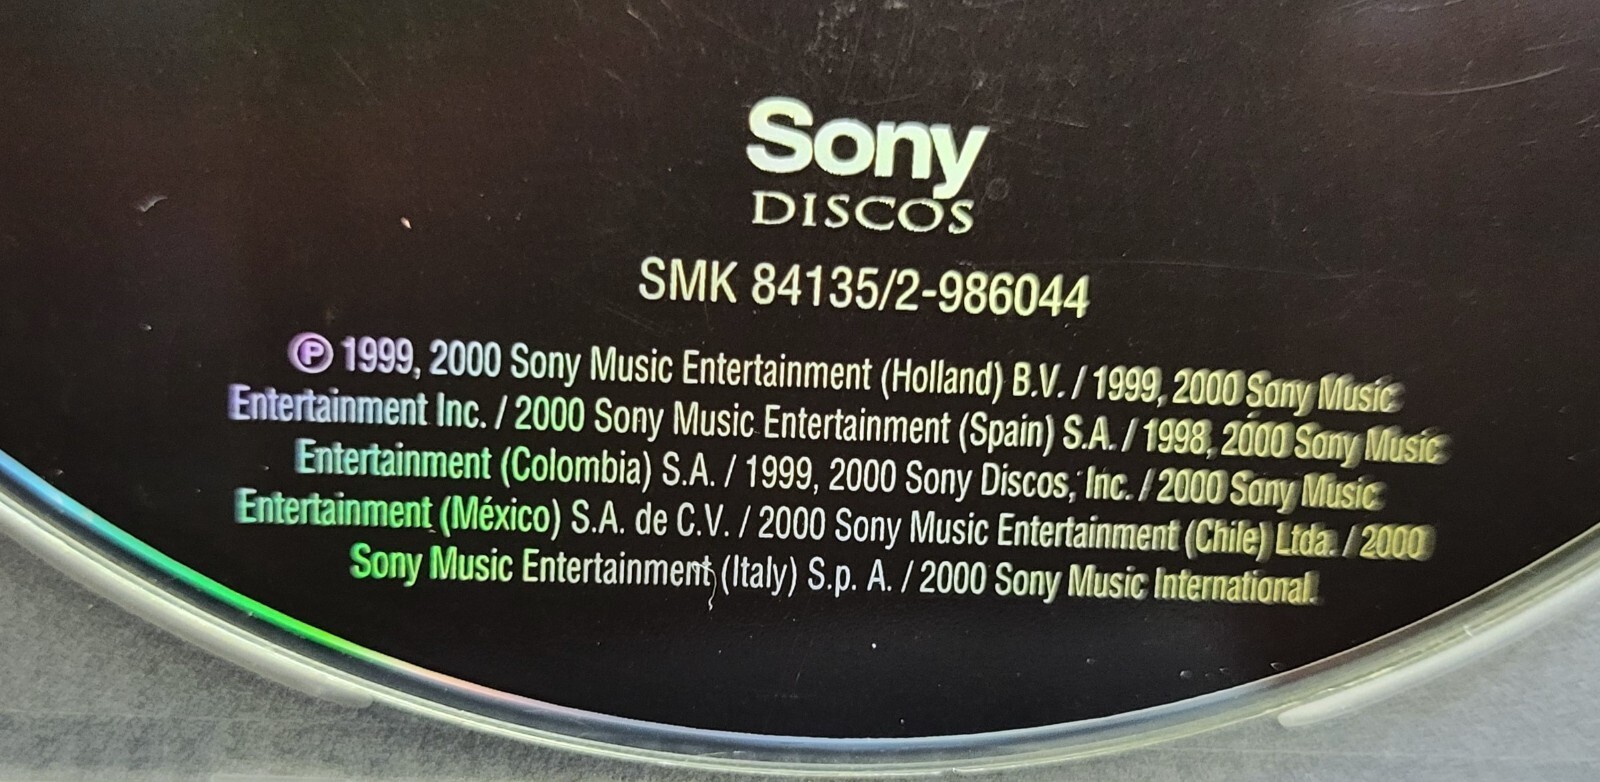 Sony
DISCOS
SMK 84135/2-986044
Ⓟ 1999, 2000 Sony Music Entertainment (Holland) B.V. / 1999, 2000 Sony Music
Entertainment Inc. / 2000 Sony Music Entertainment (Spain) S.A. / 1998, 2000 Sony Music
Entertainment (Colombia) S.A. / 1999, 2000 Sony Discos, Inc. / 2000 Sony Music
Entertainment (México) S.A. de C.V. / 2000 Sony Music Entertainment (Chile) Ltda. / 2000
Sony Music Entertainment (Italy) S.p. A. / 2000 Sony Music International.